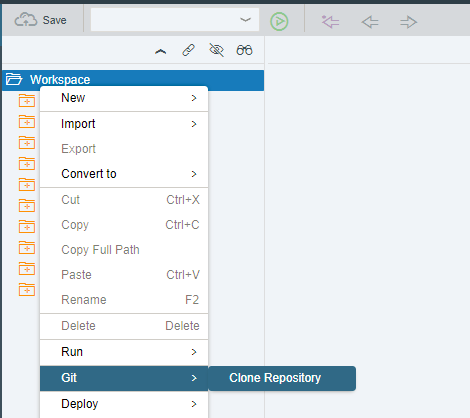 Save
Workspace
New >
Import >
Export
Convert to >
Cut Ctrl+X
Copy Ctrl+C
Copy Full Path
Paste Ctrl+V
Rename F2
Delete Delete
Run >
Git > Clone Repository
Deploy >